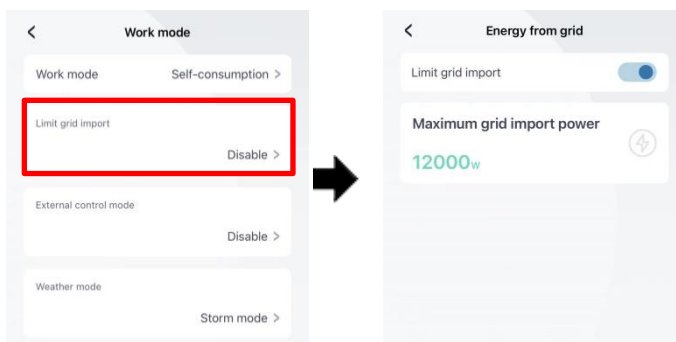 Work mode
Work mode Self-consumption >
Limit grid import
Disable >
External control mode
Disable >
Weather mode
Storm mode >
Energy from grid
Limit grid import
Maximum grid import power
12000w